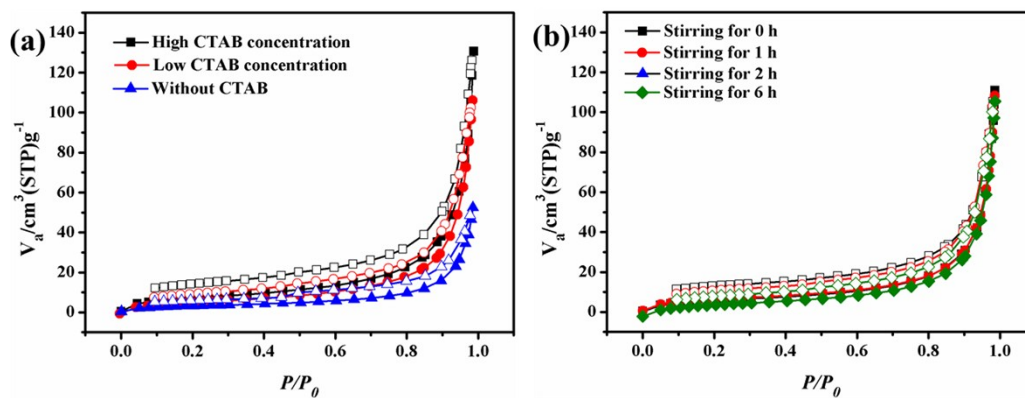 (a)
High CTAB concentration
Low CTAB concentration
Without CTAB
140
120
100
80
60
40
20
0
Va/cm3(STP)g-1
0.0 0.2 0.4 0.6 0.8 1.0
P/P0
(b)
Stirring for 0 h
Stirring for 1 h
Stirring for 2 h
Stirring for 6 h
140
120
100
80
60
40
20
0
Va/cm3(STP)g-1
0.0 0.2 0.4 0.6 0.8 1.0
P/P0